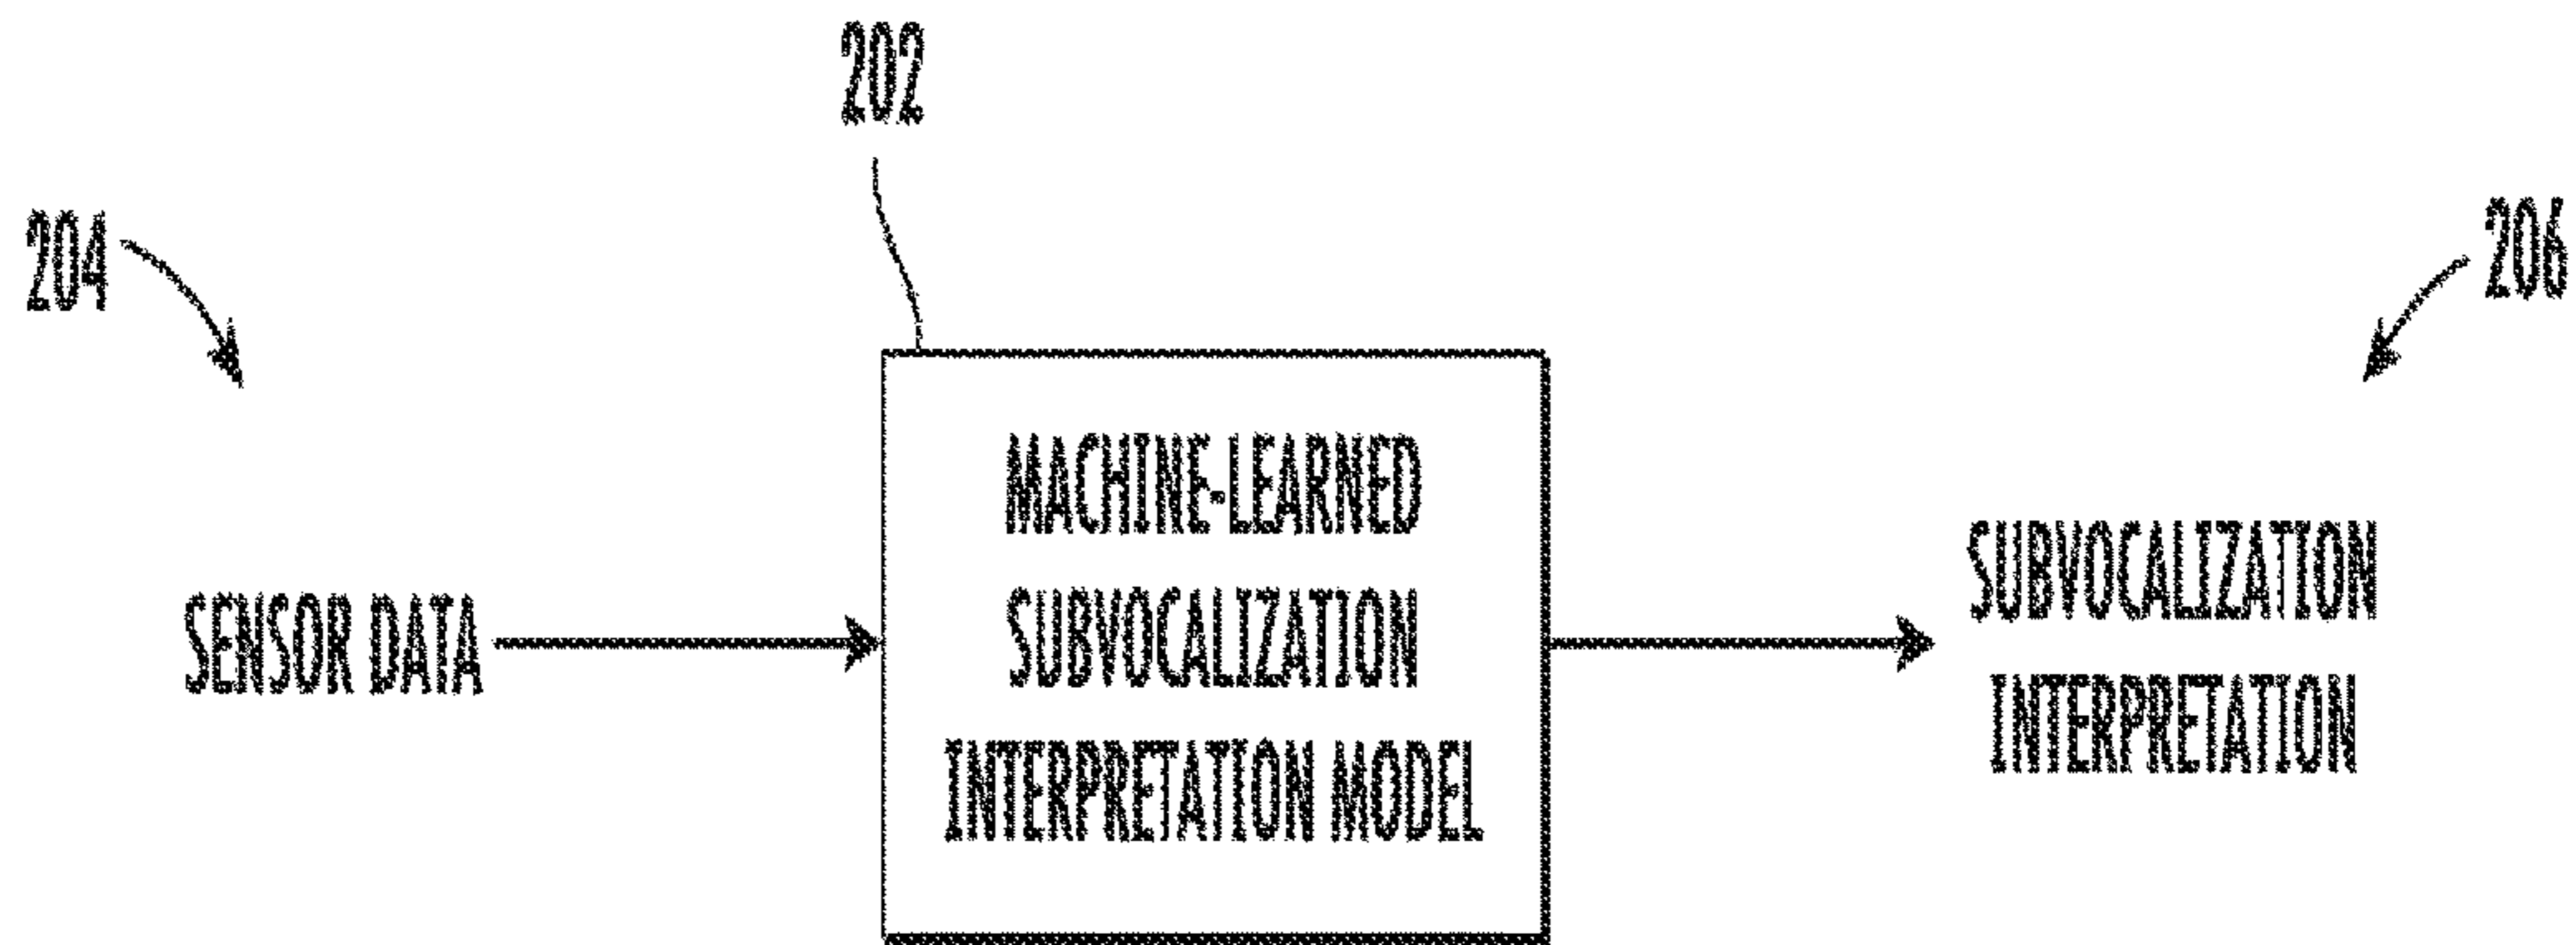 202
204
206
MACHINE-LEARNED
SUBVOCALIZATION
INTERPRETATION MODEL
SENSOR DATA
SUBVOCALIZATION
INTERPRETATION